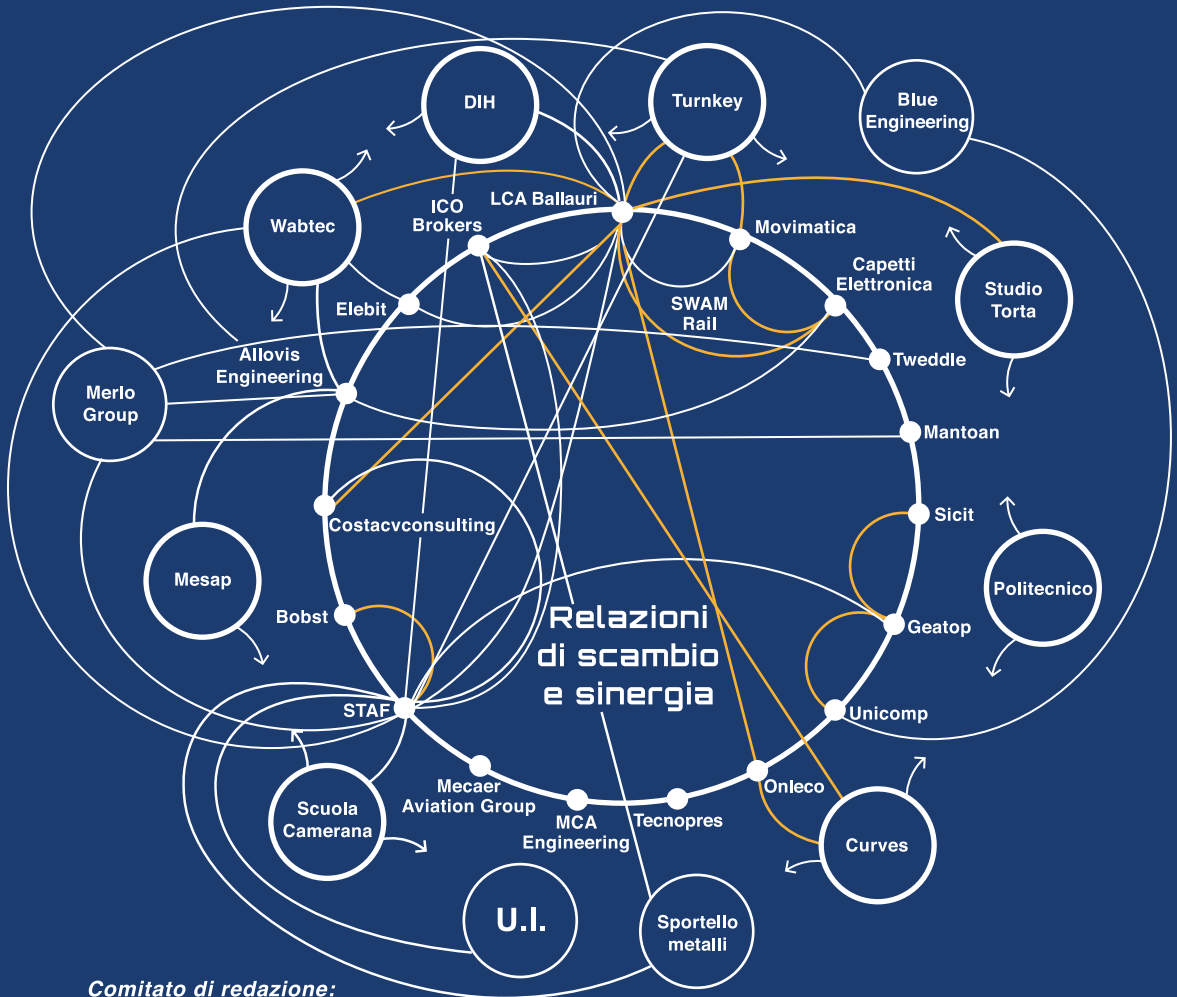 DIH
Turnkey
Blue
Engineering
Wabtec
ICO
Brokers
LCA Ballauri
Movimatica
Capetti
Elettronica
Studio
Torta
Elebit
SWAM
Rail
Tweddle
Allovis
Engineering
Merlo
Group
Mantoan
Costacvconsulting
Sicit
Mesap
Politecnico
Bobst
Relazioni
di scambio
e sinergia
Geatop
STAF
Unicomp
Mecaer
Aviation Group
Onleco
Scuola
Camerana
MCA
Engineering
Tecnopres
Curves
U.I.
Sportello
metalli
Comitato di redazione: